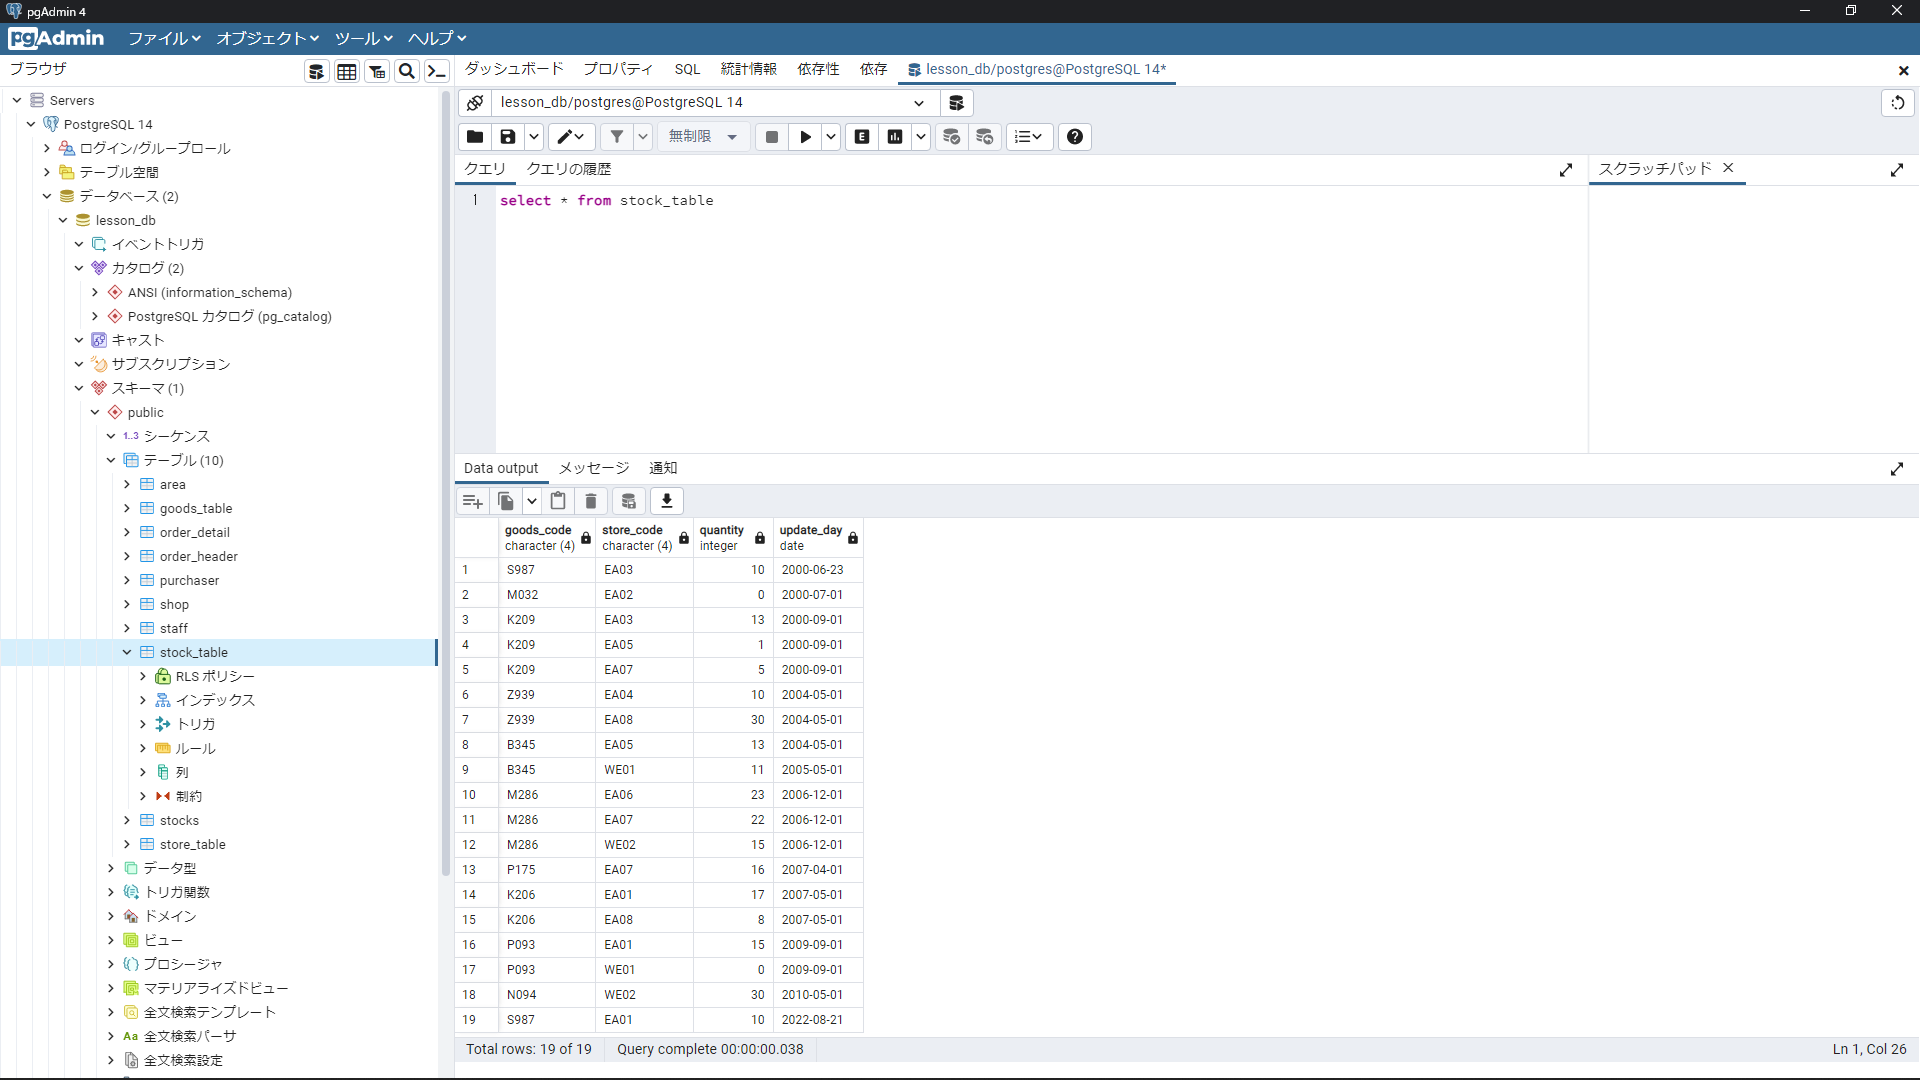 pgAdmin 4
pgAdmin ファイル オブジェクト ツール ヘルプ
ブラウザ
ダッシュボード プロパティ SQL 統計情報 依存性 依存 lesson_db/postgres@PostgreSQL 14*
Servers
PostgreSQL 14
ログイン/グループロール
テーブル空間
データベース (2)
lesson_db
イベントトリガ
カタログ (2)
ANSI (information_schema)
PostgreSQL カタログ (pg_catalog)
キャスト
サブスクリプション
スキーマ (1)
public
1..3 シーケンス
テーブル (10)
area
goods_table
order_detail
order_header
purchaser
shop
staff
stock_table
RLS ポリシー
インデックス
トリガ
ルール
列
制約
stocks
store_table
データ型
トリガ関数
ドメイン
ビュー
プロシージャ
マテリアライズドビュー
全文検索テンプレート
Aa 全文検索パーサ
全文検索設定
lesson_db/postgres@PostgreSQL 14
無制限
E
クエリ クエリの履歴
スクラッチパッド
1 select * from stock_table
Data output メッセージ 通知
goods_code store_code quantity update_day
character (4) character (4) integer date
1 S987 EA03 10 2000-06-23
2 M032 EA02 0 2000-07-01
3 K209 EA03 13 2000-09-01
4 K209 EA05 1 2000-09-01
5 K209 EA07 5 2000-09-01
6 Z939 EA04 10 2004-05-01
7 Z939 EA08 30 2004-05-01
8 B345 EA05 13 2004-05-01
9 B345 WE01 11 2005-05-01
10 M286 EA06 23 2006-12-01
11 M286 EA07 22 2006-12-01
12 M286 WE02 15 2006-12-01
13 P175 EA07 16 2007-04-01
14 K206 EA01 17 2007-05-01
15 K206 EA08 8 2007-05-01
16 P093 EA01 15 2009-09-01
17 P093 WE01 0 2009-09-01
18 N094 WE02 30 2010-05-01
19 S987 EA01 10 2022-08-21
Total rows: 19 of 19 Query complete 00:00:00.038 Ln 1, Col 26